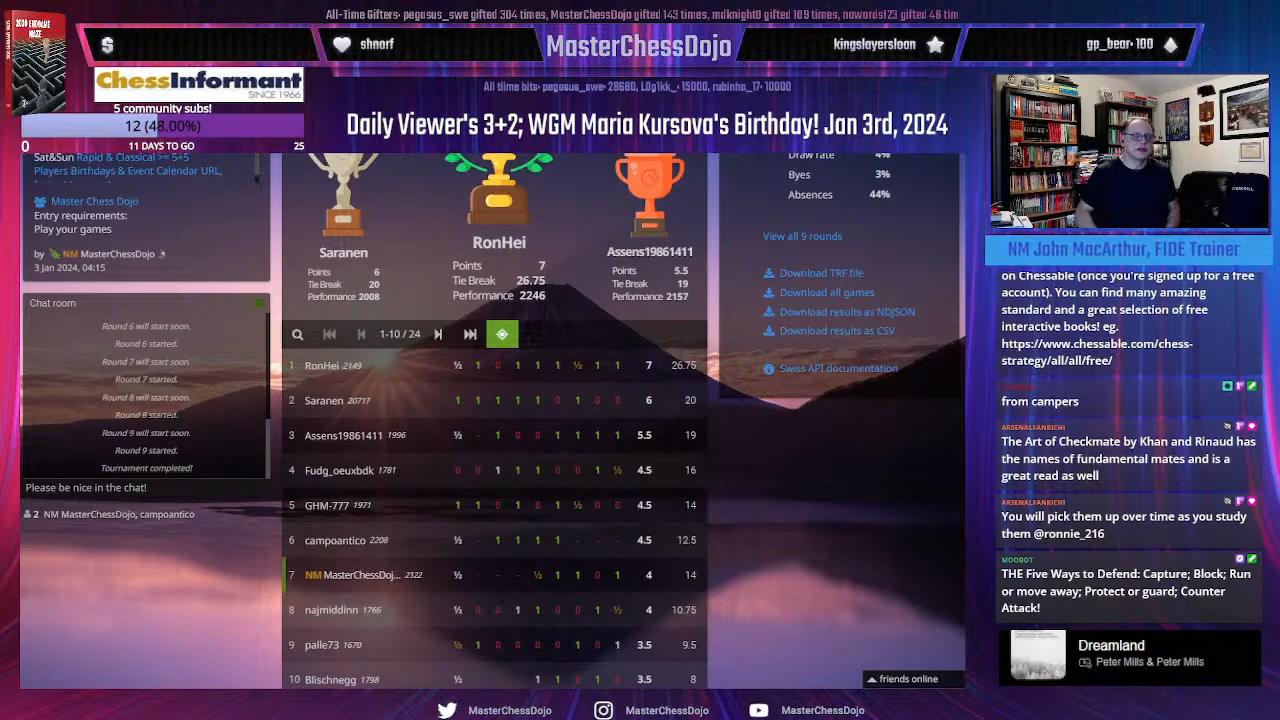 All-Time Gifters: pegasus_swe gifted 304 times, MasterChessDojo gifted 143 times, mdknight0 gifted 109 times, nowards123 gifted 46 tim
$
shnorf
MasterChessDojo
kingslayersloan
gp_bear: 100
ChessInformant
SINCE 1966
All time bits: pegasus_swe: 28680, L0g1kk_: 15000, rubinho_17: 10000
5 community subs!
12 (48.00%)
0
11 DAYS TO GO
25
Daily Viewer's 3+2; WGM Maria Kursova's Birthday! Jan 3rd, 2024
Sat&Sun Rapid & Classical >= 5+5
Players Birthdays & Event Calendar URL,
Master Chess Dojo
Entry requirements:
Play your games
by NM MasterChessDojo
3 Jan 2024, 04:15
Chat room
Round 6 will start soon.
Round 6 started.
Round 7 will start soon.
Round 7 started.
Round 8 will start soon.
Round 8 started.
Round 9 will start soon.
Round 9 started.
Tournament completed!
Please be nice in the chat!
2 NM MasterChessDojo, campoantico
Saranen
Points 6
Tie Break 20
Performance 2008
RonHei
Points 7
Tie Break 26.75
Performance 2246
Assens19861411
Points 5.5
Tie Break 19
Performance 2157
1-10 / 24
1 RonHei 2149 ½ 1 0 1 1 1 ½ 1 1 7 26.75
2 Saranen 2071? 1 1 1 1 1 0 1 0 0 6 20
3 Assens19861411 1996 ½ - 1 0 0 1 1 1 1 5.5 19
4 Fudg_oeuxbdk 1781 0 0 1 1 1 0 0 1 ½ 4.5 16
5 GHM-777 1971 1 1 0 1 0 1 ½ 0 0 4.5 14
6 campoantico 2208 ½ - 1 1 1 1 - - - 4.5 12.5
7 NM MasterChessDoj... 2122 ½ - - - ½ 1 1 0 1 4 14
8 najmiddinn 1766 ½ 0 0 1 1 0 0 1 ½ 4 10.75
9 palle73 1670 ½ 1 0 0 1 0 0 0 1 3.5 9.5
10 Blischnegg 1798 ½ 1 1 0 1 0 3.5 8
Draw rate 4%
Byes 3%
Absences 44%
View all 9 rounds
Download TRF file
Download all games
Download results as NDJSON
Download results as CSV
Swiss API documentation
friends online
NM John MacArthur, FIDE Trainer
on Chessable (once you're signed up for a free
account). You can find many amazing
standard and a great selection of free
interactive books! eg.
https://www.chessable.com/chess-
strategy/all/all/free/
from campers
ARSENALFANRICH1
The Art of Checkmate by Khan and Rinaud has
the names of fundamental mates and is a
great read as well
ARSENALFANRICH1
You will pick them up over time as you study
them @ronnie_216
MOOBOT
THE Five Ways to Defend: Capture; Block; Run
or move away; Protect or guard; Counter
Attack!
Dreamland
Peter Mills & Peter Mills
MasterChessDojo
MasterChessDojo
MasterChessDojo